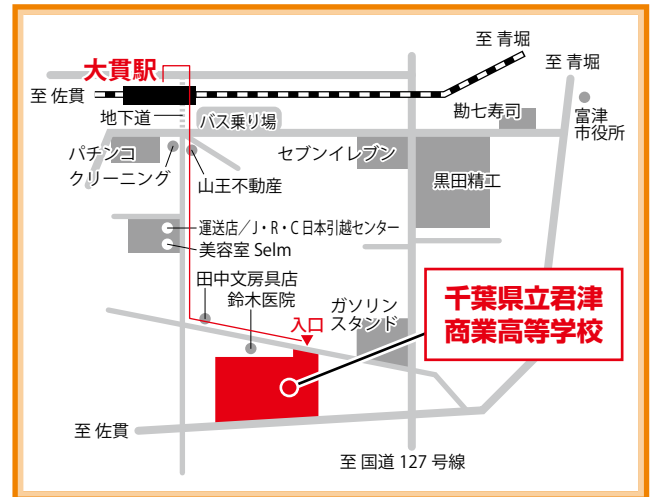 至 青堀
至 青堀
大貫駅
至 佐貫
地下道
バス乗り場
勘七寿司
富津
市役所
パチンコ
クリーニング
山王不動産
セブンイレブン
黒田精工
運送店／J・R・C 日本引越センター
美容室 Selm
田中文房具店
鈴木医院
入口
ガソリン
スタンド
千葉県立君津
商業高等学校
至 佐貫
至 国道 127 号線